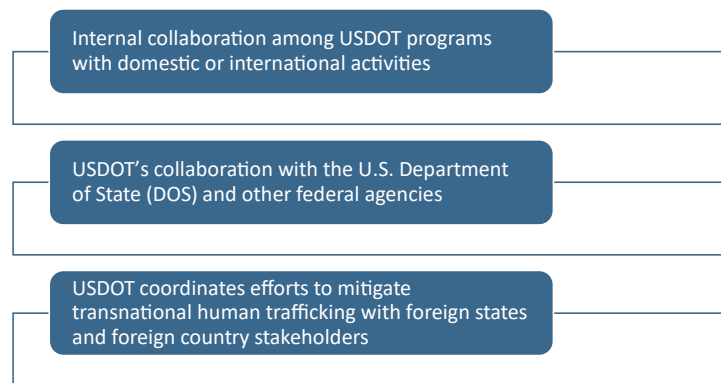 Internal collaboration among USDOT programs
with domestic or international activities
USDOT's collaboration with the U.S. Department
of State (DOS) and other federal agencies
USDOT coordinates efforts to mitigate
transnational human trafficking with foreign states
and foreign country stakeholders